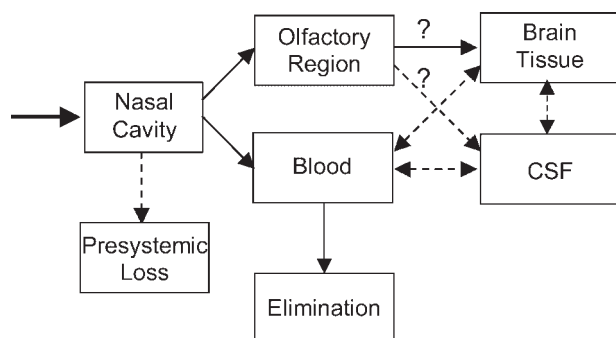 Olfactory
Region
?
Brain
Tissue
?
Nasal
Cavity
Blood
CSF
Presystemic
Loss
Elimination